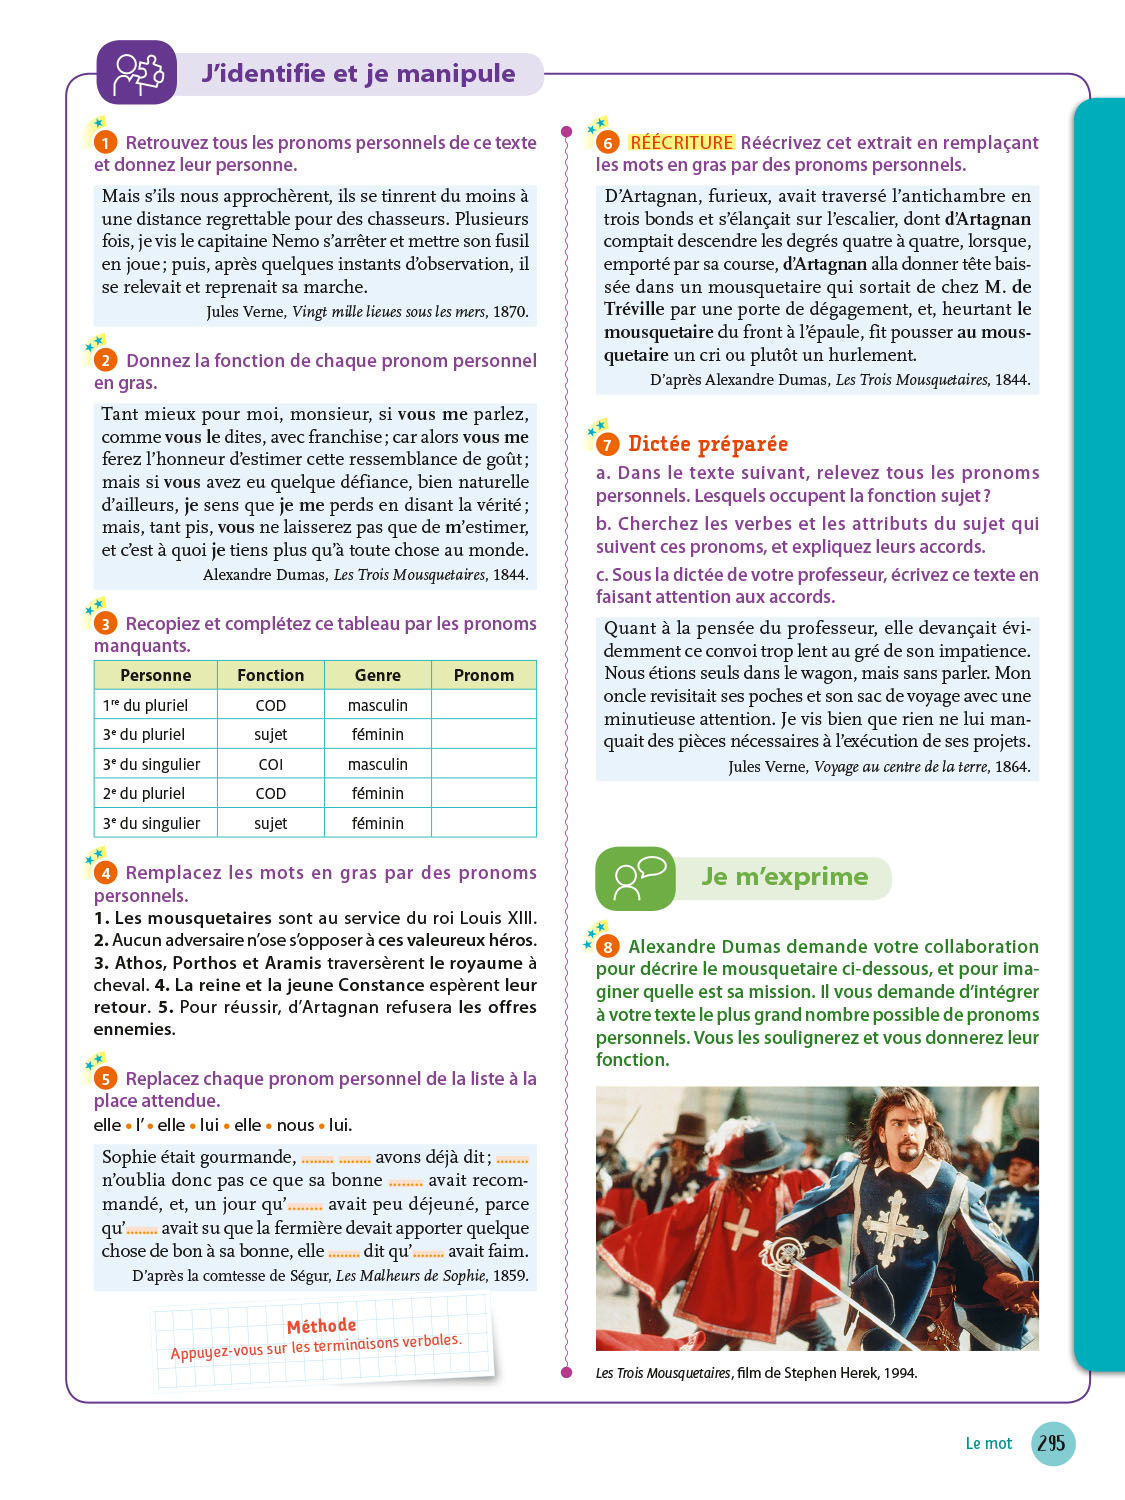 J’identifie et je manipule
1 Retrouvez tous les pronoms personnels de ce texte
et donnez leur personne.
Mais s’ils nous approchèrent, ils se tinrent du moins à
une distance regrettable pour des chasseurs. Plusieurs
fois, je vis le capitaine Nemo s’arrêter et mettre son fusil
en joue ; puis, après quelques instants d’observation, il
se relevait et reprenait sa marche.
Jules Verne, Vingt mille lieues sous les mers, 1870.
2 Donnez la fonction de chaque pronom personnel
en gras.
Tant mieux pour moi, monsieur, si vous me parlez,
comme vous le dites, avec franchise ; car alors vous me
ferez l’honneur d’estimer cette ressemblance de goût ;
mais si vous avez eu quelque défiance, bien naturelle
d’ailleurs, je sens que je me perds en disant la vérité ;
mais, tant pis, vous ne laisserez pas que de m’estimer,
et c’est à quoi je tiens plus qu’à toute chose au monde.
Alexandre Dumas, Les Trois Mousquetaires, 1844.
3 Recopiez et complétez ce tableau par les pronoms
manquants.
Personne Fonction Genre Pronom
1re du pluriel COD masculin
3e du pluriel sujet féminin
3e du singulier COI masculin
2e du pluriel COD féminin
3e du singulier sujet féminin
4 Remplacez les mots en gras par des pronoms
personnels.
1. Les mousquetaires sont au service du roi Louis XIII.
2. Aucun adversaire n’ose s’opposer à ces valeureux héros.
3. Athos, Porthos et Aramis traversèrent le royaume à
cheval. 4. La reine et la jeune Constance espèrent leur
retour. 5. Pour réussir, d’Artagnan refusera les offres
ennemies.
5 Replacez chaque pronom personnel de la liste à la
place attendue.
elle • l’ • elle • lui • elle • nous • lui.
Sophie était gourmande, ........ ........ avons déjà dit ; ........
n’oublia donc pas ce que sa bonne ........ avait recom-
mandé, et, un jour qu’........ avait peu déjeuné, parce
qu’........ avait su que la fermière devait apporter quelque
chose de bon à sa bonne, elle ........ dit qu’........ avait faim.
D’après la comtesse de Ségur, Les Malheurs de Sophie, 1859.
Méthode
Appuyez-vous sur les terminaisons verbales.
6 RÉÉCRITURE Réécrivez cet extrait en remplaçant
les mots en gras par des pronoms personnels.
D’Artagnan, furieux, avait traversé l’antichambre en
trois bonds et s’élançait sur l’escalier, dont d’Artagnan
comptait descendre les degrés quatre à quatre, lorsque,
emporté par sa course, d’Artagnan alla donner tête bais-
sée dans un mousquetaire qui sortait de chez M. de
Tréville par une porte de dégagement, et, heurtant le
mousquetaire du front à l’épaule, fit pousser au mous-
quetaire un cri ou plutôt un hurlement.
D’après Alexandre Dumas, Les Trois Mousquetaires, 1844.
7 Dictée préparée
a. Dans le texte suivant, relevez tous les pronoms
personnels. Lesquels occupent la fonction sujet ?
b. Cherchez les verbes et les attributs du sujet qui
suivent ces pronoms, et expliquez leurs accords.
c. Sous la dictée de votre professeur, écrivez ce texte en
faisant attention aux accords.
Quant à la pensée du professeur, elle devançait évi-
demment ce convoi trop lent au gré de son impatience.
Nous étions seuls dans le wagon, mais sans parler. Mon
oncle revisitait ses poches et son sac de voyage avec une
minutieuse attention. Je vis bien que rien ne lui man-
quait des pièces nécessaires à l’exécution de ses projets.
Jules Verne, Voyage au centre de la terre, 1864.
Je m’exprime
8 Alexandre Dumas demande votre collaboration
pour décrire le mousquetaire ci-dessous, et pour ima-
giner quelle est sa mission. Il vous demande d’intégrer
à votre texte le plus grand nombre possible de pronoms
personnels. Vous les soulignerez et vous donnerez leur
fonction.
Les Trois Mousquetaires, film de Stephen Herek, 1994.
Le mot 295